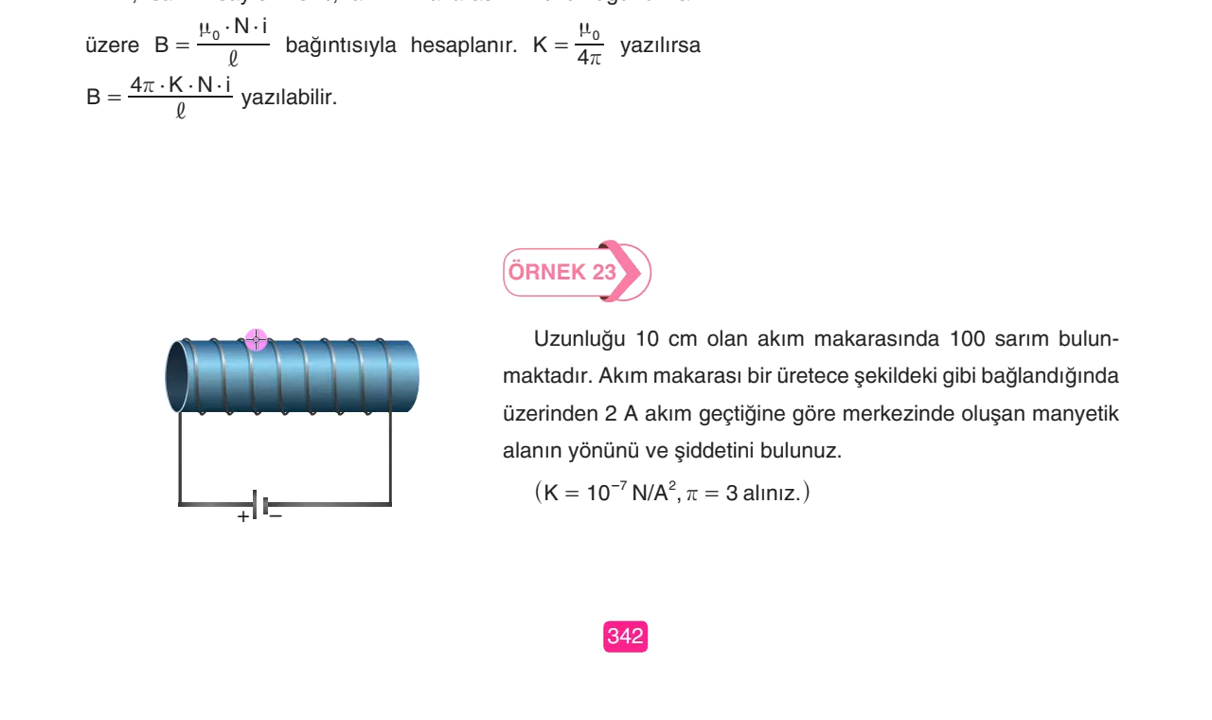 üzere B = μ₀ · N · i / ℓ bağıntısıyla hesaplanır. K = μ₀ / 4π yazılırsa
B = 4π · K · N · i / ℓ yazılabilir.
ÖRNEK 23
Uzunluğu 10 cm olan akım makarasında 100 sarım bulun-
maktadır. Akım makarası bir üretece şekildeki gibi bağlandığında
üzerinden 2 A akım geçtiğine göre merkezinde oluşan manyetik
alanın yönünü ve şiddetini bulunuz.
(K = 10⁻⁷ N/A², π = 3 alınız.)
+ −
342